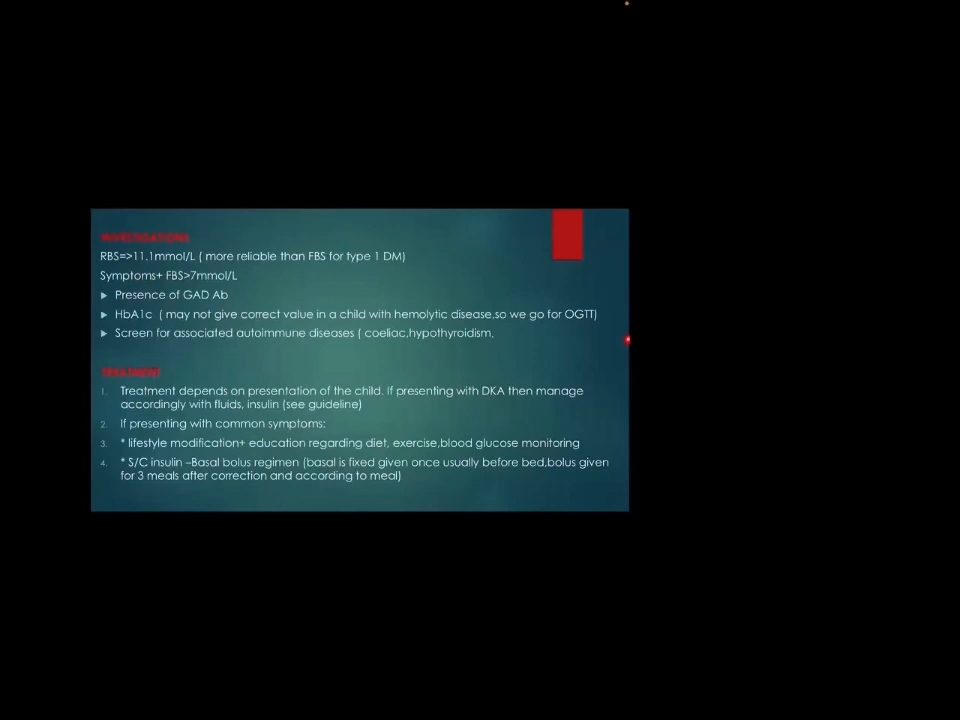 INVESTIGATIONS
RBS=>11.1mmol/L ( more reliable than FBS for type 1 DM)
Symptoms+ FBS>7mmol/L
Presence of GAD Ab
HbA1c ( may not give correct value in a child with hemolytic disease,so we go for OGTT)
Screen for associated autoimmune diseases ( coeliac,hypothyroidism,
TREATMENT
1. Treatment depends on presentation of the child. If presenting with DKA then manage
accordingly with fluids, insulin (see guideline)
2. If presenting with common symptoms:
3. * lifestyle modification+ education regarding diet, exercise,blood glucose monitoring
4. * S/C insulin –Basal bolus regimen (basal is fixed given once usually before bed,bolus given
for 3 meals after correction and according to meal)